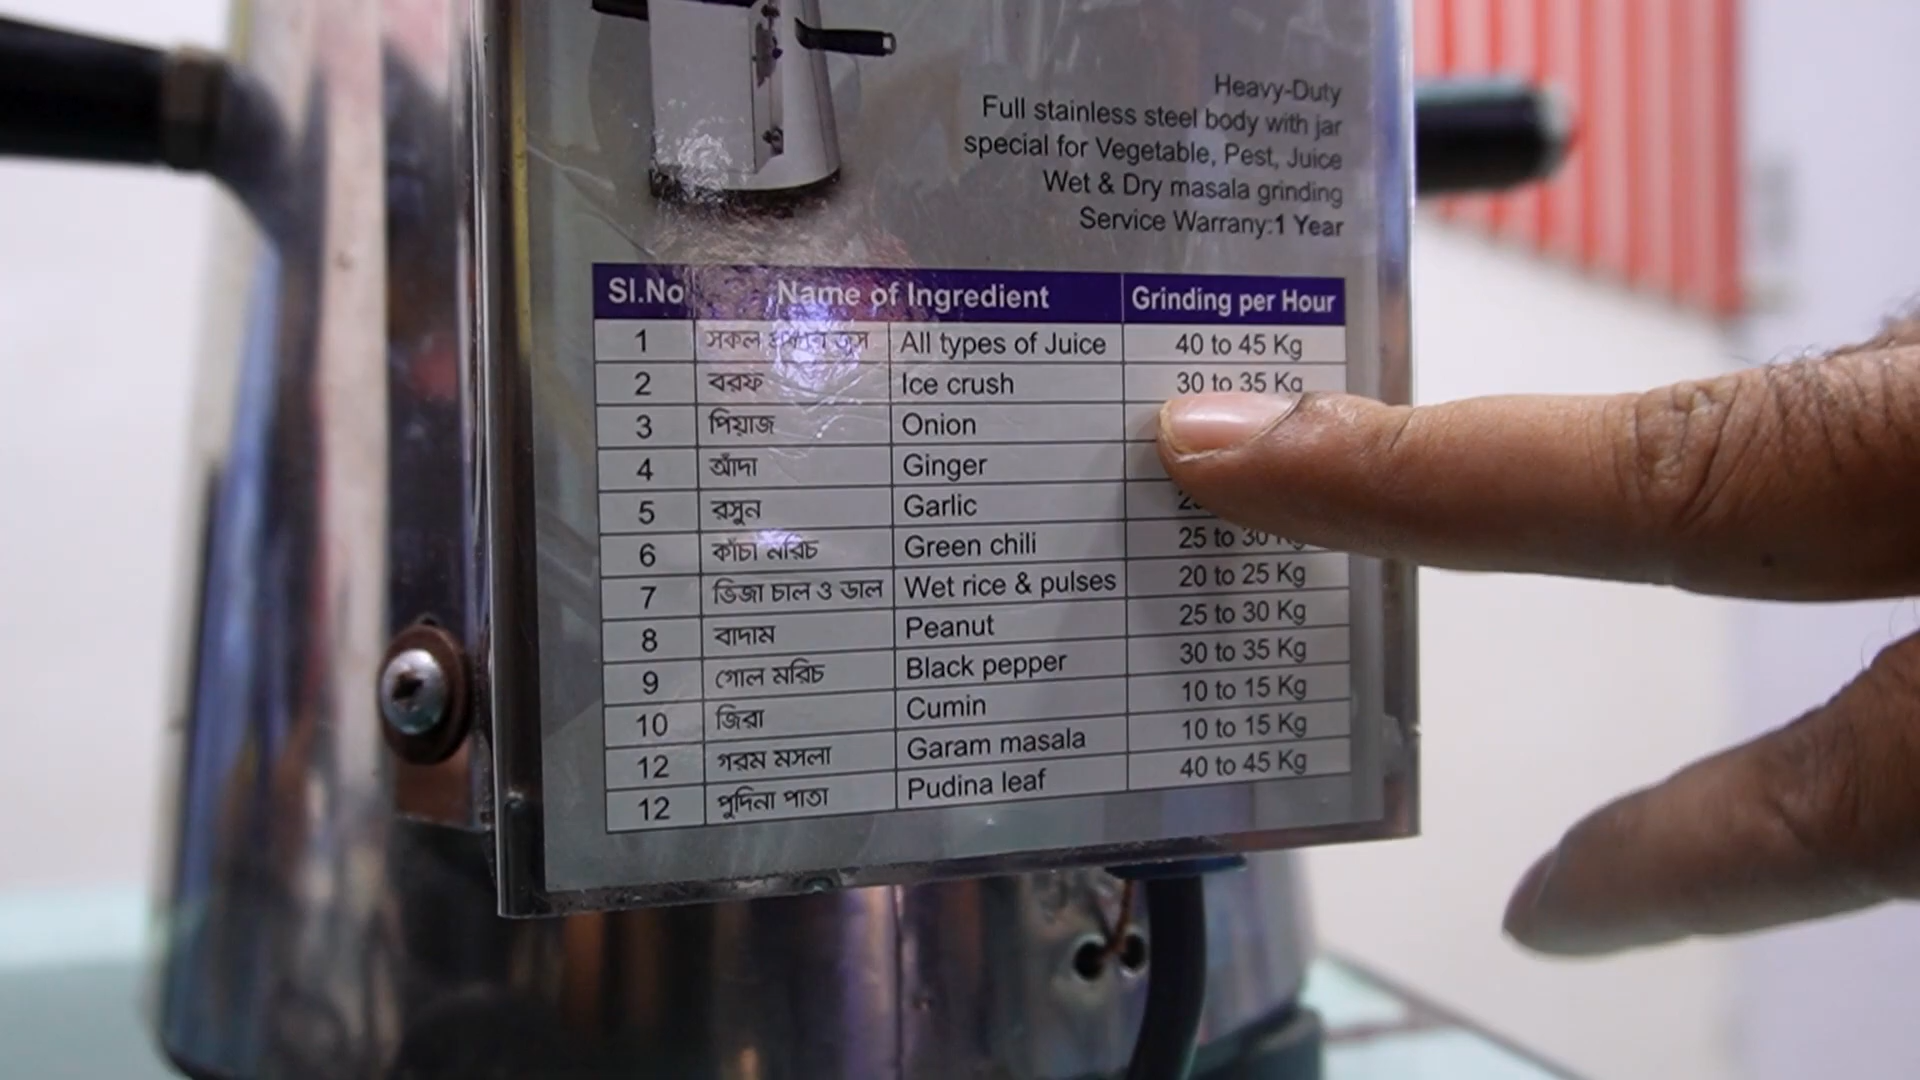 Heavy-Duty
Full stainless steel body with jar
special for Vegetable, Pest, Juice
Wet & Dry masala grinding
Service Warrany:1 Year
Sl.No Name of Ingredient Grinding per Hour
1 সকল প্রকার জুস All types of Juice 40 to 45 Kg
2 বরফ Ice crush 30 to 35 Kg
3 পিয়াজ Onion
4 আঁদা Ginger
5 রসুন Garlic
6 কাঁচা মরিচ Green chili 25 to 30 Kg
7 ভিজা চাল ও ডাল Wet rice & pulses 20 to 25 Kg
8 বাদাম Peanut 25 to 30 Kg
9 গোল মরিচ Black pepper 30 to 35 Kg
10 জিরা Cumin 10 to 15 Kg
12 গরম মসলা Garam masala 10 to 15 Kg
12 পুদিনা পাতা Pudina leaf 40 to 45 Kg